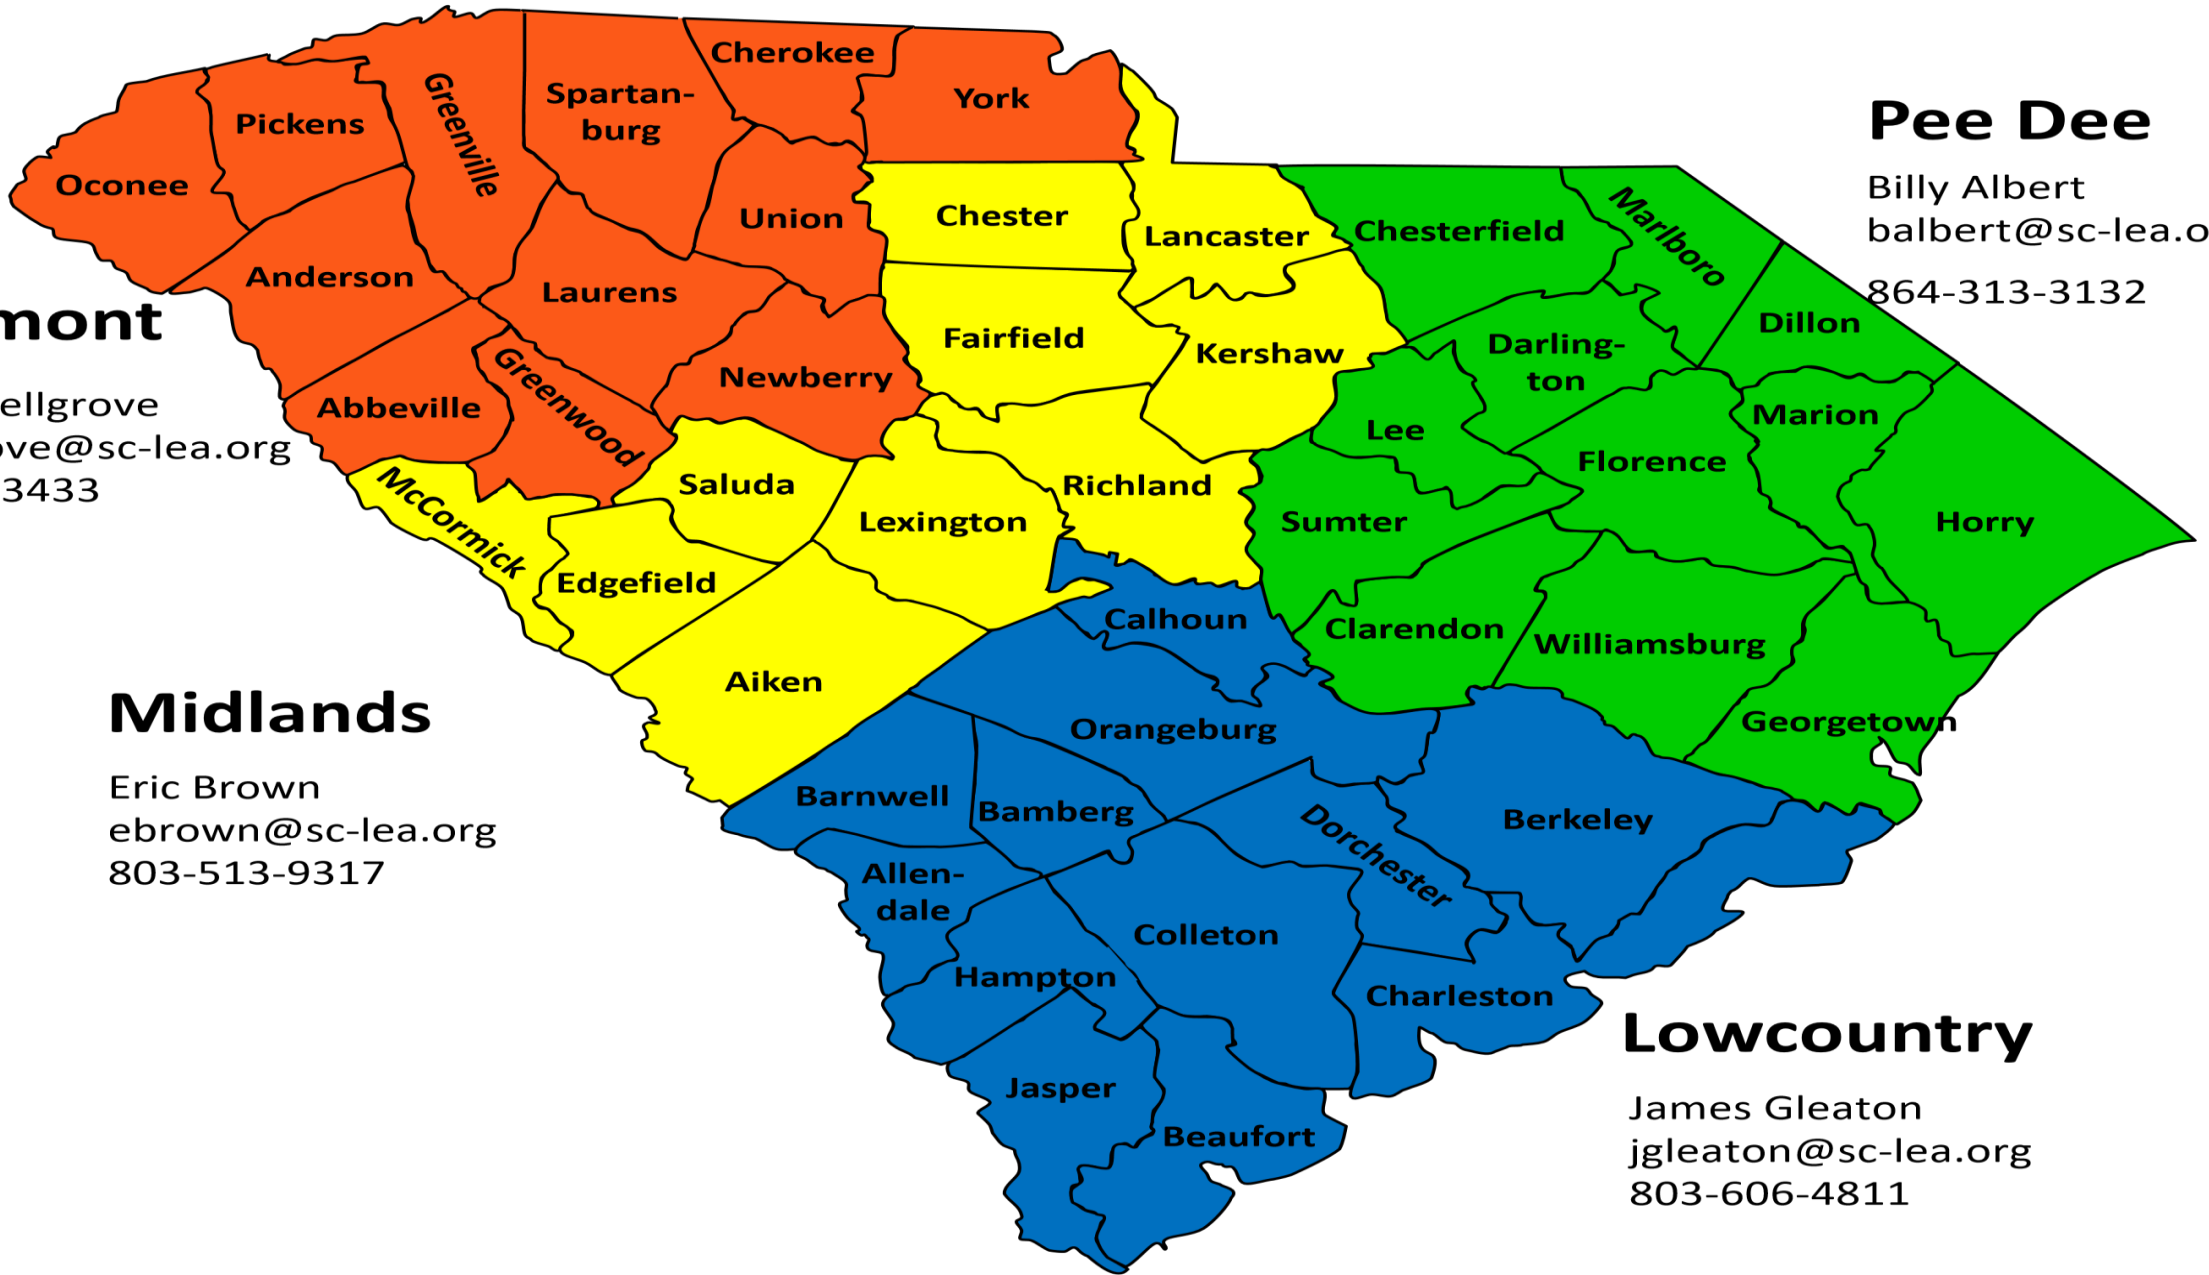 Cherokee
Spartan-
burg
York
Greenville
Pickens
Oconee
Union
Chester
Lancaster
Chesterfield
Marlboro
Pee Dee
Billy Albert
balbert@sc-lea.o
864-313-3132
Anderson
Laurens
Fairfield
Kershaw
Darling-
ton
Dillon
mont
ellgrove
ove@sc-lea.org
3433
Abbeville
Greenwood
Newberry
Lee
Florence
Marion
McCormick
Saluda
Lexington
Richland
Sumter
Horry
Edgefield
Calhoun
Clarendon
Williamsburg
Aiken
Orangeburg
Georgetown
Midlands
Eric Brown
ebrown@sc-lea.org
803-513-9317
Barnwell
Bamberg
Dorchester
Berkeley
Allen-
dale
Colleton
Hampton
Charleston
Jasper
Beaufort
Lowcountry
James Gleaton
jgleaton@sc-lea.org
803-606-4811